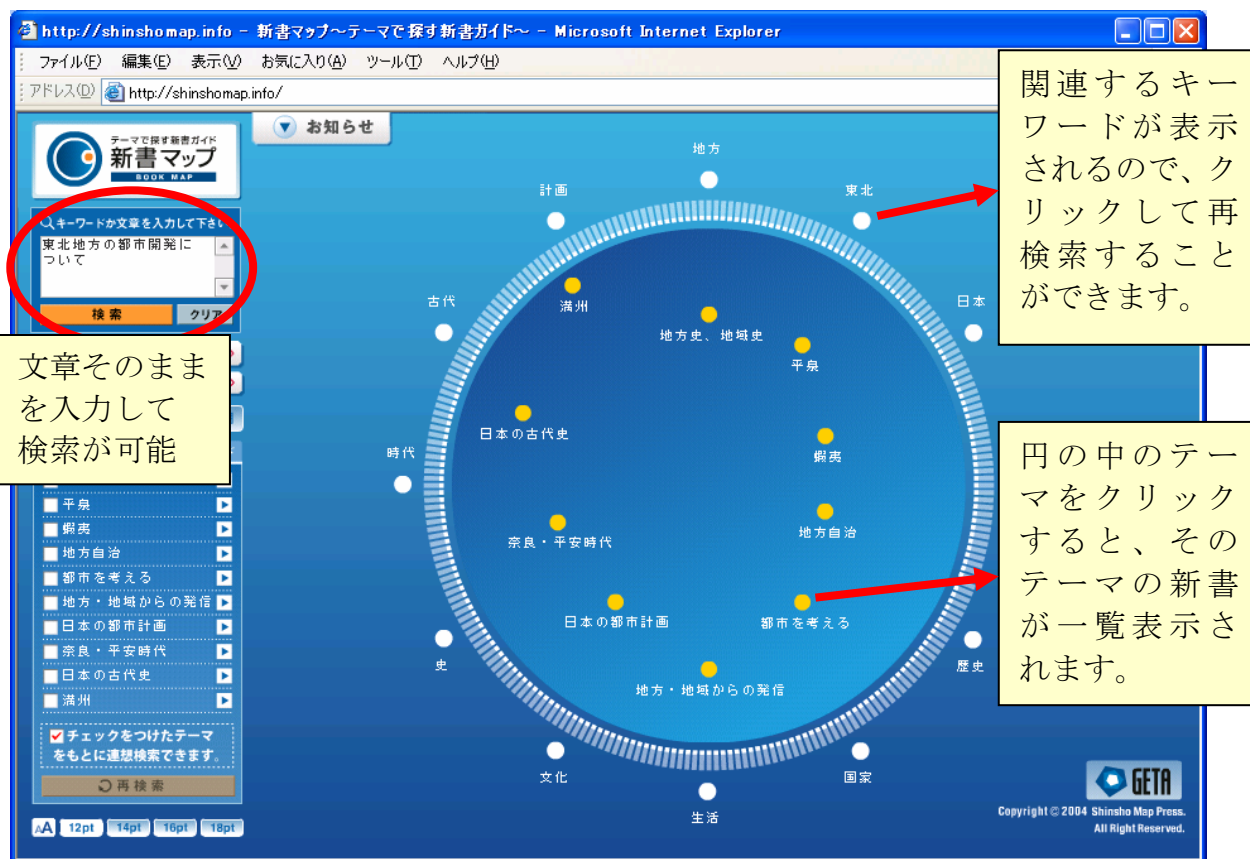 http://shinshomap.info - 新書マップ～テーマで探す新書ガイド～ - Microsoft Internet Explorer
ファイル(F) 編集(E) 表示(V) お気に入り(A) ツール(T) ヘルプ(H)
アドレス(D) http://shinshomap.info/
テーマで探す新書ガイド
新書マップ
BOOK MAP
お知らせ
キーワードか文章を入力して下さい
東北地方の都市開発に
ついて
検索 クリア
文章そのまま
を入力して
検索が可能
平泉
蝦夷
地方自治
都市を考える
地方・地域からの発信
日本の都市計画
奈良・平安時代
日本の古代史
満州
チェックをつけたテーマ
をもとに連想検索できます。
再検索
AA 12pt 14pt 16pt 18pt
地方
計画
東北
古代
日本
時代
史
歴史
文化
国家
生活
満州
地方史、地域史
平泉
日本の古代史
蝦夷
奈良・平安時代
地方自治
日本の都市計画
都市を考える
地方・地域からの発信
関連するキー
ワードが表示
されるので、ク
リックして再
検索すること
ができます。
円の中のテー
マをクリック
すると、その
テーマの新書
が一覧表示さ
れます。
GETA
Copyright © 2004 Shinsho Map Press.
All Right Reserved.